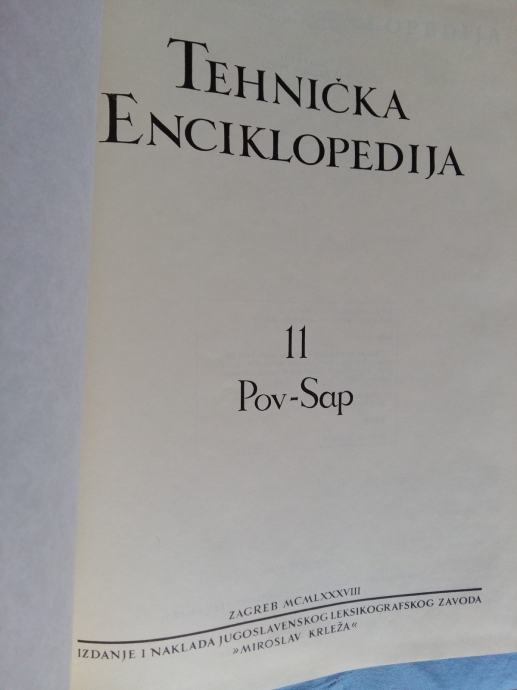 TEHNIČKA
ENCIKLOPEDIJA
11
Pov-Sap
ZAGREB MCMLXXXVIII
IZDANJE I NAKLADA JUGOSLAVENSKOG LEKSIKOGRAFSKOG ZAVODA
»MIROSLAV KRLEŽA«